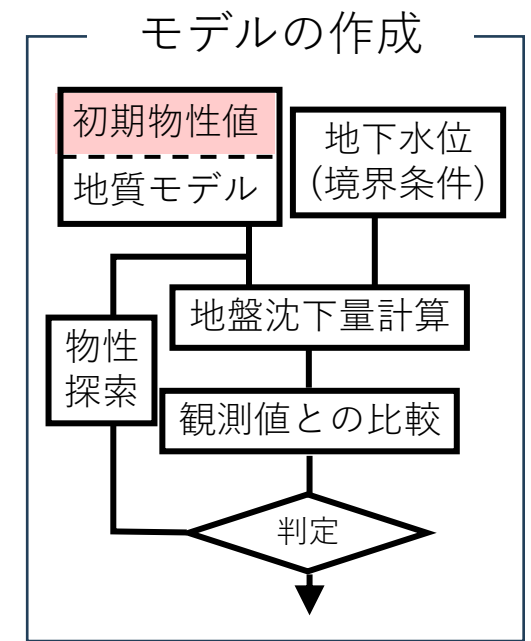 モデルの作成
初期物性値
地質モデル
地下水位
(境界条件)
地盤沈下量計算
物性
探索
観測値との比較
判定